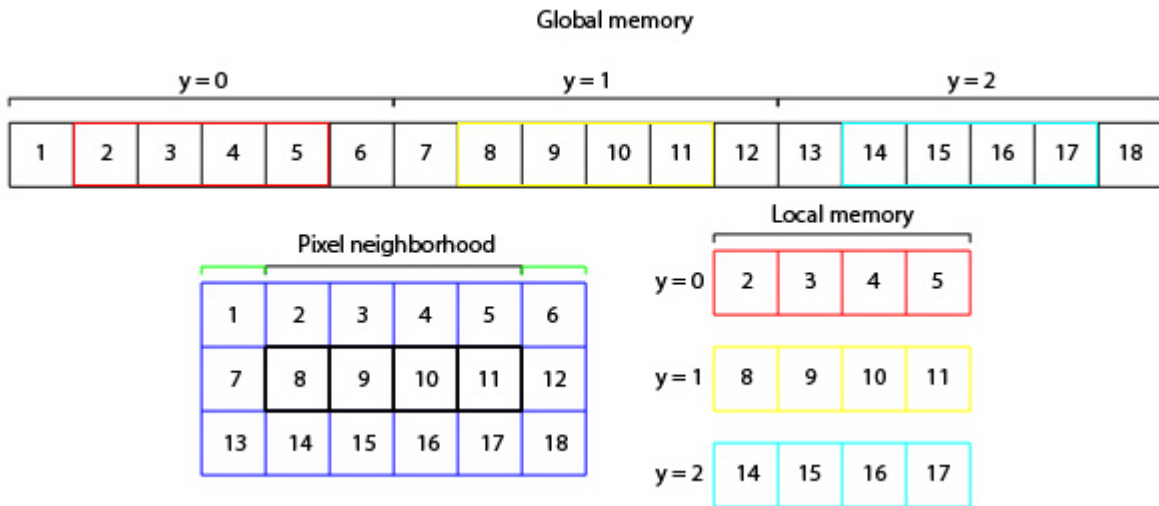 Global memory
y = 0 y = 1 y = 2
1 2 3 4 5 6 7 8 9 10 11 12 13 14 15 16 17 18
Pixel neighborhood
1 2 3 4 5 6
7 8 9 10 11 12
13 14 15 16 17 18
Local memory
y = 0 2 3 4 5
y = 1 8 9 10 11
y = 2 14 15 16 17